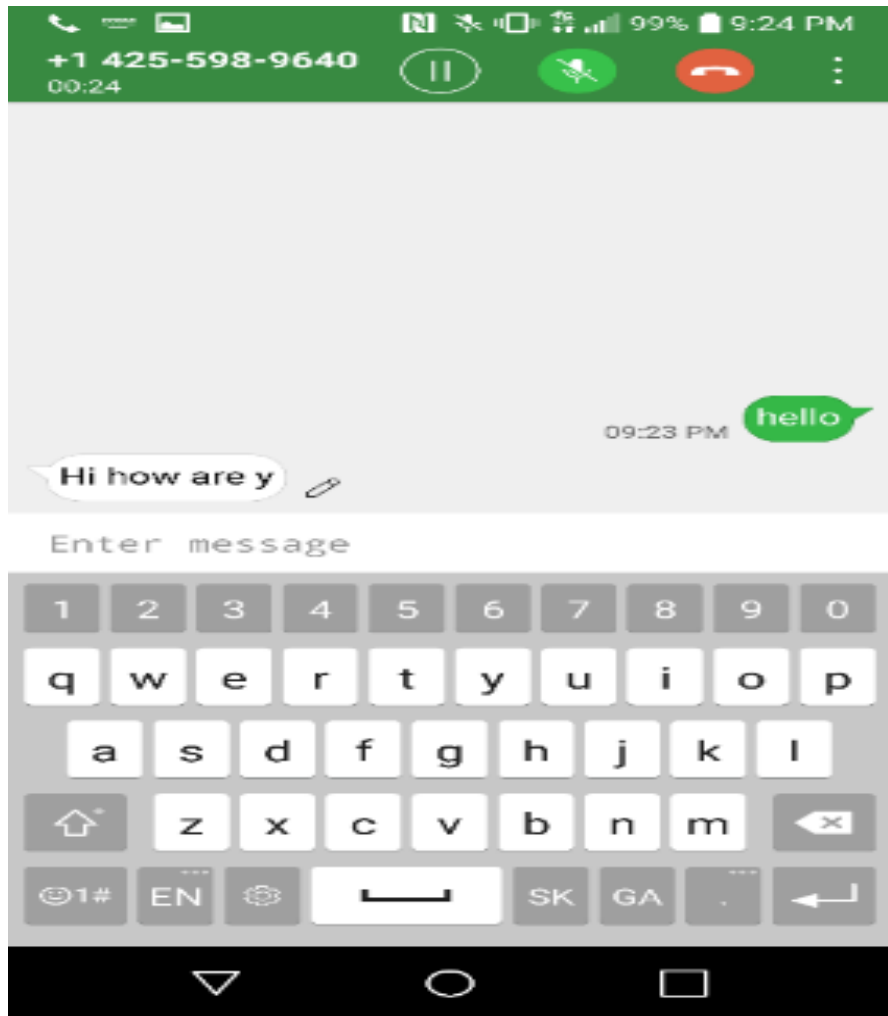 99% 9:24 PM
+1 425-598-9640
00:24
hello
09:23 PM
Hi how are y
Enter message
1 2 3 4 5 6 7 8 9 0
q w e r t y u i o p
a s d f g h j k l
z x c v b n m
☺1# EN SK GA .